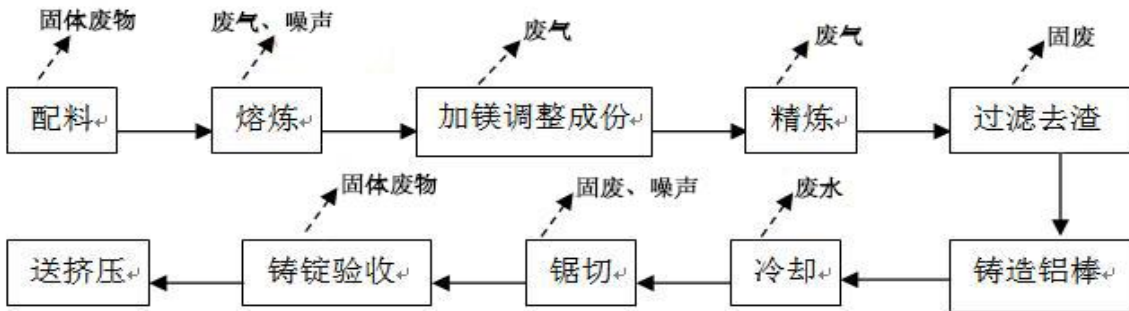 固体废物
废气、噪声
废气
废气
固废
配料
熔炼
加镁调整成份
精炼
过滤去渣
固体废物
固废、噪声
废水
送挤压
铸锭验收
锯切
冷却
铸造铝棒